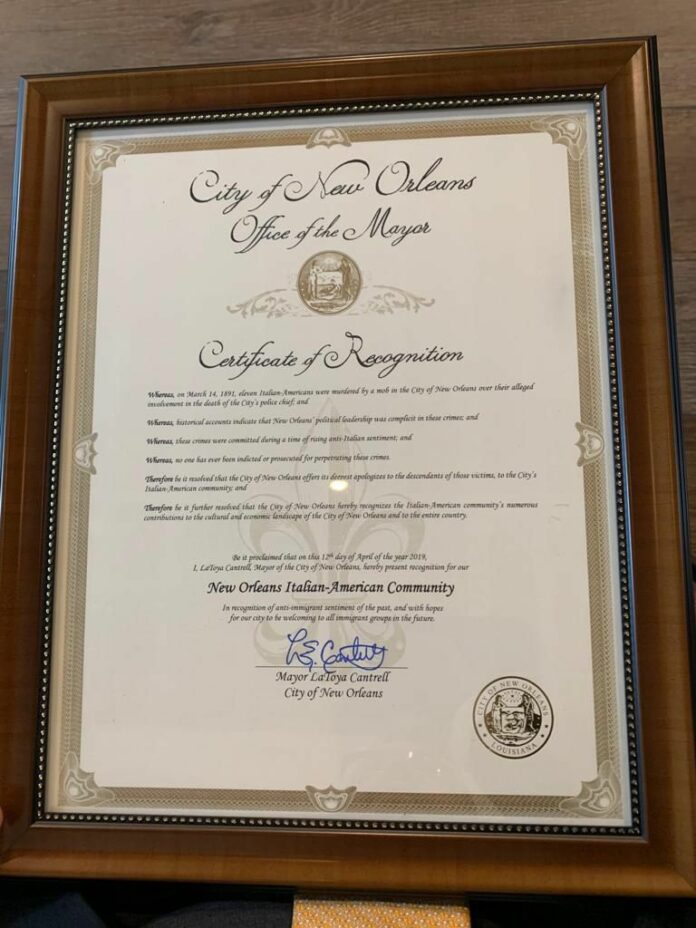 City of New Orleans
Office of the Mayor
Certificate of Recognition
Whereas, on March 14, 1891, eleven Italian-Americans were murdered by a mob in the City of New Orleans over their alleged
involvement in the death of the City's police chief; and
Whereas, historical accounts indicate that New Orleans' political leadership was complicit in these crimes; and
Whereas, these crimes were committed during a time of rising anti-Italian sentiment; and
Whereas, no one has ever been indicted or prosecuted for perpetrating these crimes.
Therefore be it resolved that the City of New Orleans offers its deepest apologizes to the descendants of those victims, to the City's
Italian-American community; and
Therefore be it further resolved that the City of New Orleans hereby recognizes the Italian-American community's numerous
contributions to the cultural and economic landscape of the City of New Orleans and to the entire country.
Be it proclaimed that on this 12th day of April of the year 2019,
I, LaToya Cantrell, Mayor of the City of New Orleans, hereby present recognition for our
New Orleans Italian-American Community
In recognition of anti-immigrant sentiment of the past, and with hopes
for our city to be welcoming to all immigrant groups in the future.
L.E. Cantrell
Mayor LaToya Cantrell
City of New Orleans
CITY OF NEW ORLEANS
LOUISIANA